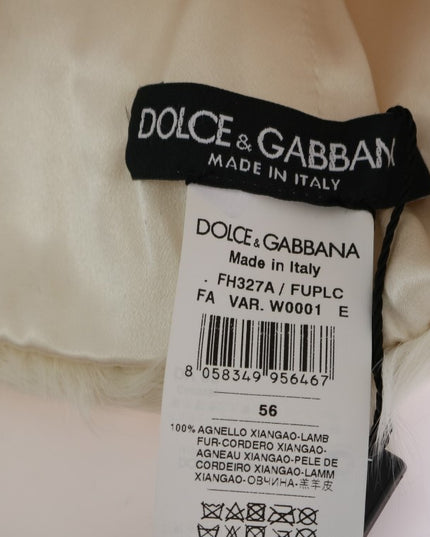 DOLCE & GABBAN
MADE IN ITALY
DOLCE & GABBANA
Made in Italy
. FH327A / FUPLC
FA VAR. W0001 E
8 058349 956467
56
100% AGNELLO XIANGAO-LAMB
FUR-CORDERO XIANGAO-
AGNEAU XIANGAO-PELE DE
CORDEIRO XIANGAO-LAMM
XIANGAO-ОВЧИНА-羔羊皮